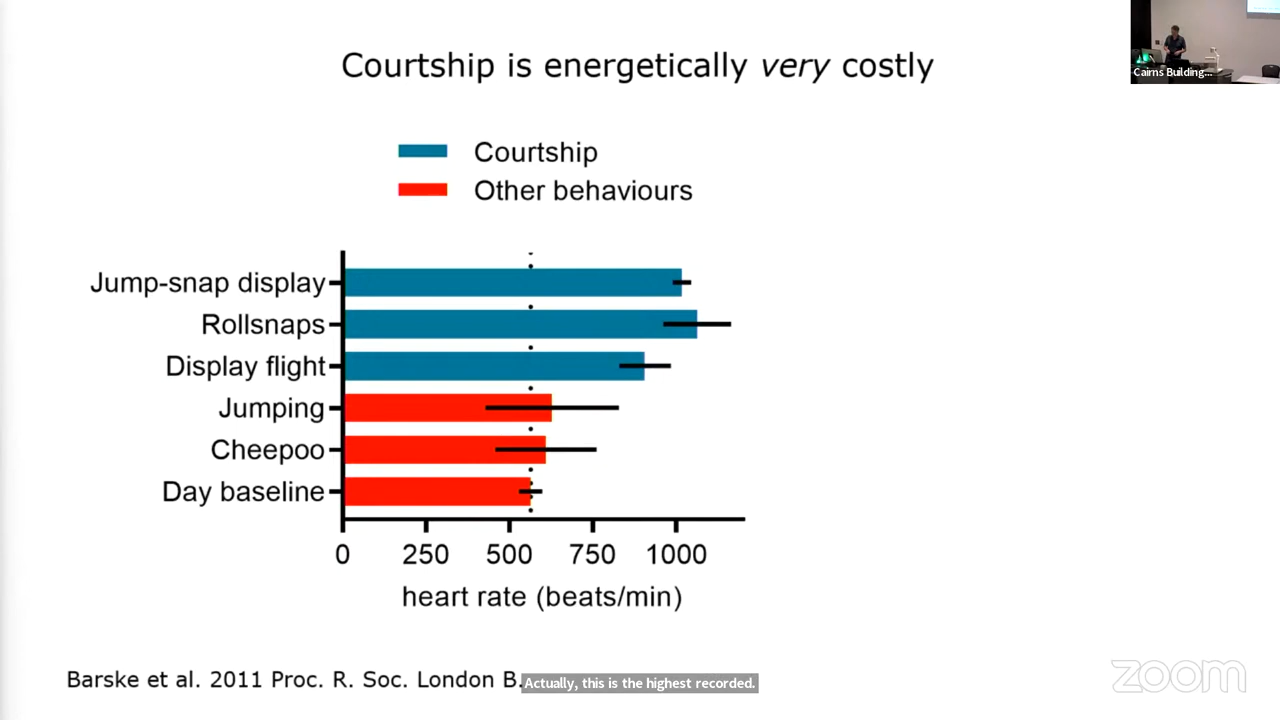 Courtship is energetically very costly
Cairns Building...
Courtship
Other behaviours
Jump-snap display
Rollsnaps
Display flight
Jumping
Cheepoo
Day baseline
0 250 500 750 1000
heart rate (beats/min)
Barske et al. 2011 Proc. R. Soc. London B.
Actually, this is the highest recorded.
zoom